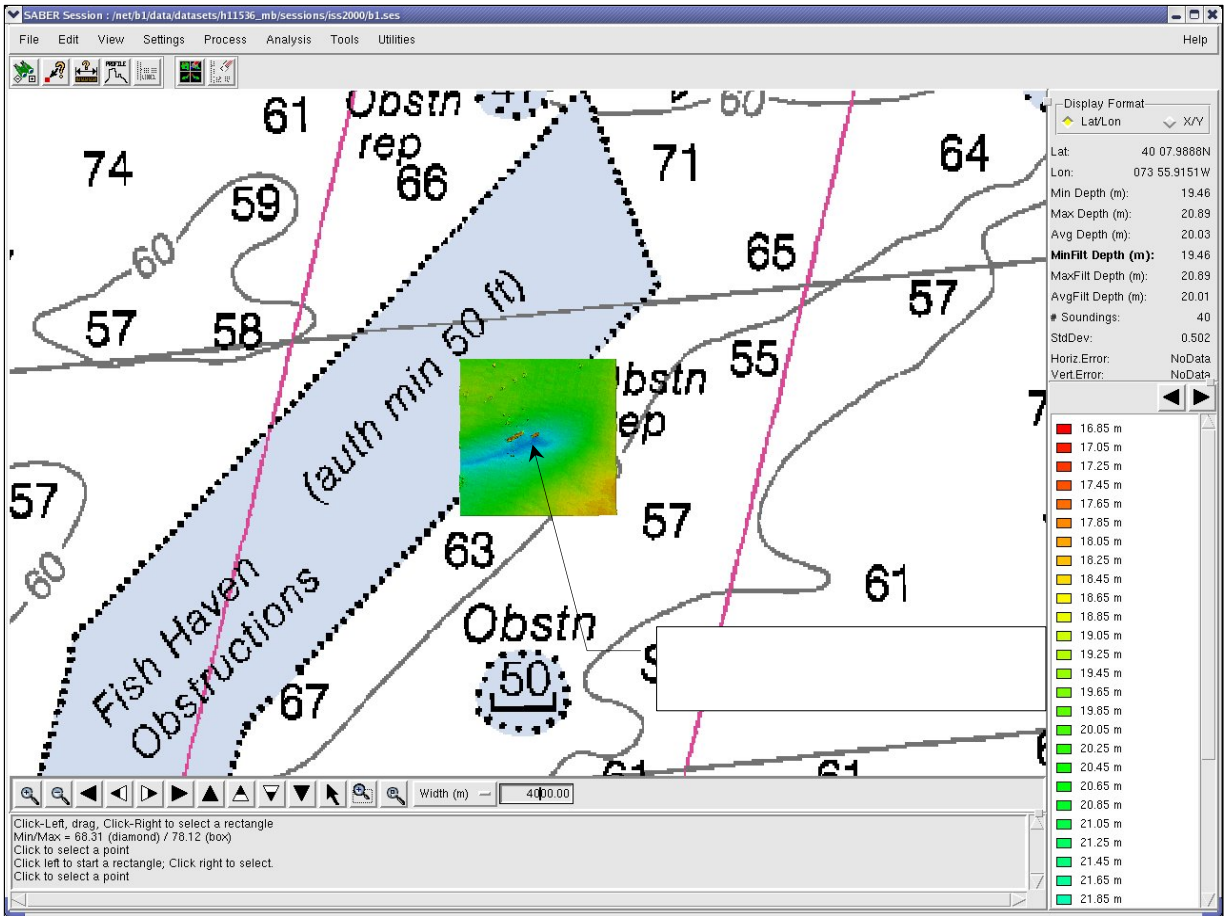 SABER Session : /net/b1/data/datasets/h11536_mb/sessions/iss2000/b1.ses
File Edit View Settings Process Analysis Tools Utilities Help
PROFILE
61 Obstn 60
rep
74 66 71 64
59
60 65
57 58 57
(auth min 50 ft)
55
bstn
ep
57
57
63
60
61
Fish Haven
Obstructions
Obstn
50
67
61 61
Display Format
Lat/Lon X/Y
Lat: 40 07.9888N
Lon: 073 55.9151W
Min Depth (m): 19.46
Max Depth (m): 20.89
Avg Depth (m): 20.03
MinFilt Depth (m): 19.46
MaxFilt Depth (m): 20.89
AvgFilt Depth (m): 20.01
# Soundings: 40
StdDev: 0.502
Horiz.Error: NoData
Vert.Error: NoData
16.85 m
17.05 m
17.25 m
17.45 m
17.65 m
17.85 m
18.05 m
18.25 m
18.45 m
18.65 m
18.85 m
19.05 m
19.25 m
19.45 m
19.65 m
19.85 m
20.05 m
20.25 m
20.45 m
20.65 m
20.85 m
21.05 m
21.25 m
21.45 m
21.65 m
21.85 m
Width (m) 4000.00
Click-Left, drag, Click-Right to select a rectangle
Min/Max = 68.31 (diamond) / 78.12 (box)
Click to select a point
Click left to start a rectangle; Click right to select.
Click to select a point